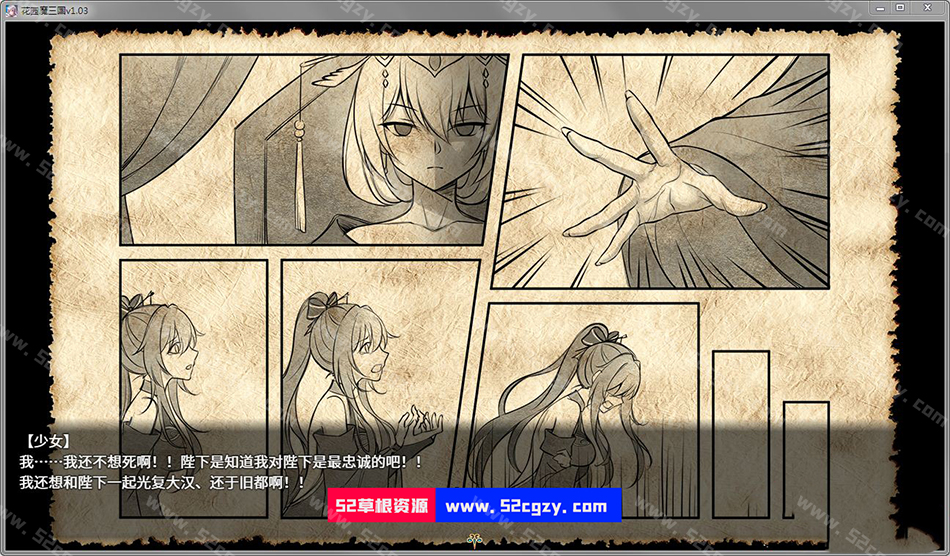 花嫁魔三国v1.03
【少女】
我……我还不想死啊！！陛下是知道我对陛下是最忠诚的吧！！
我还想和陛下一起光复大汉、还于旧都啊！！
52草根资源 www.52cgzy.com